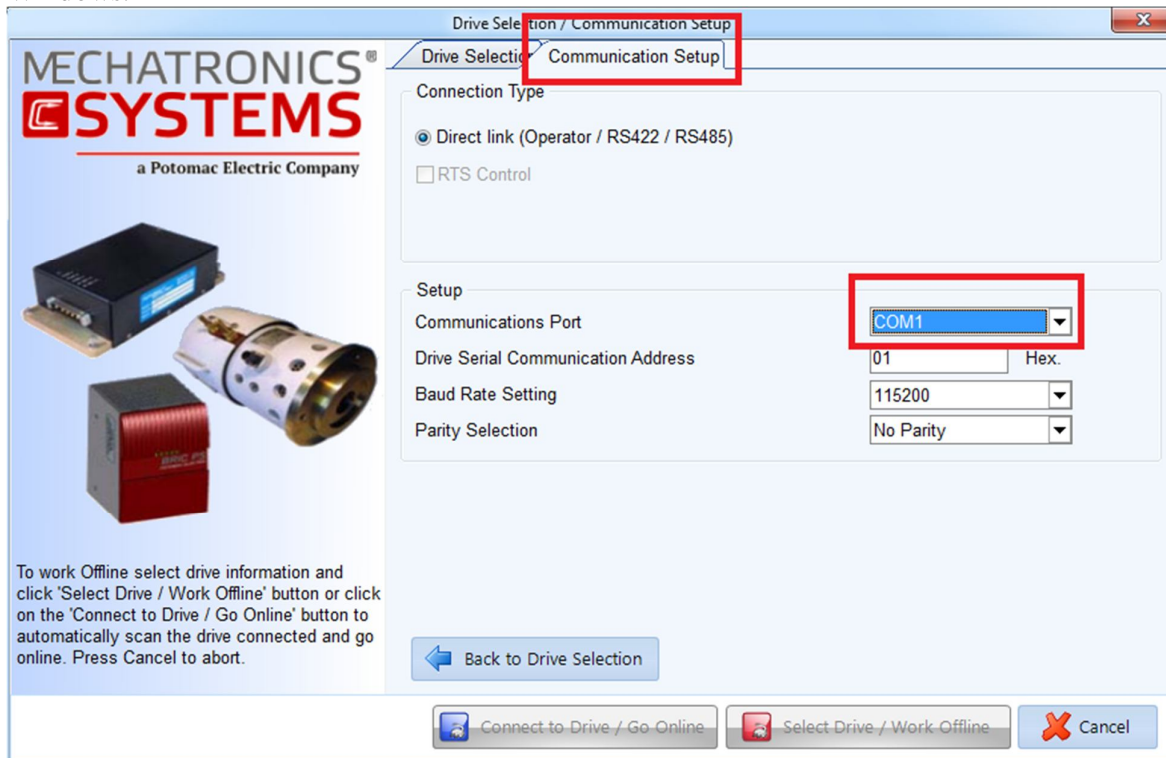 Drive Selection / Communication Setup
MECHATRONICS®
SYSTEMS
a Potomac Electric Company
Drive Selection
Communication Setup
Connection Type
Direct link (Operator / RS422 / RS485)
RTS Control
Setup
Communications Port
COM1
Drive Serial Communication Address
01
Hex.
Baud Rate Setting
115200
Parity Selection
No Parity
BRIC PS
To work Offline select drive information and
click 'Select Drive / Work Offline' button or click
on the 'Connect to Drive / Go Online' button to
automatically scan the drive connected and go
online. Press Cancel to abort.
Back to Drive Selection
Connect to Drive / Go Online
Select Drive / Work Offline
Cancel